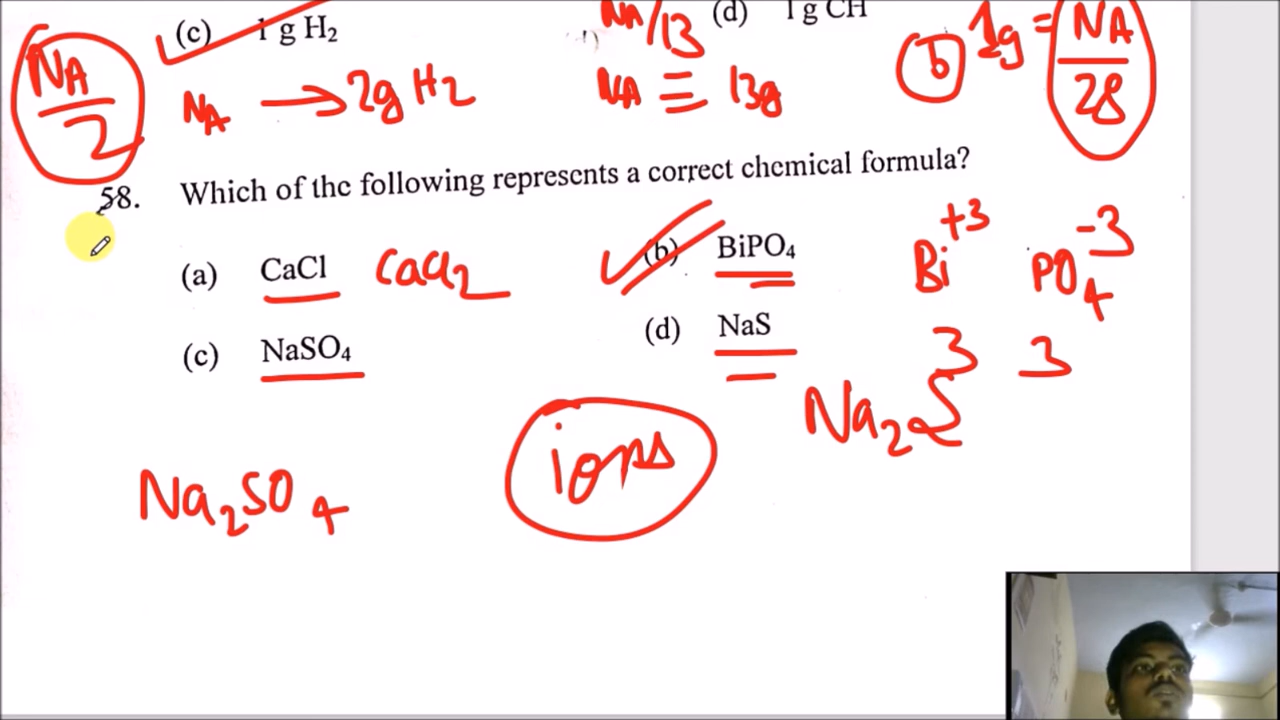 (c) 1 g H₂
NA/13
(d) 1 g CH
(b) 1g = NA/28
NA/2
NA → 2g H2
NA ≡ 13g
58. Which of the following represents a correct chemical formula?
(a) CaCl CaCl2
(b) BiPO₄
Bi+3 PO4-3
(c) NaSO₄
(d) NaS
3 3
Na2S
ions
Na2SO4